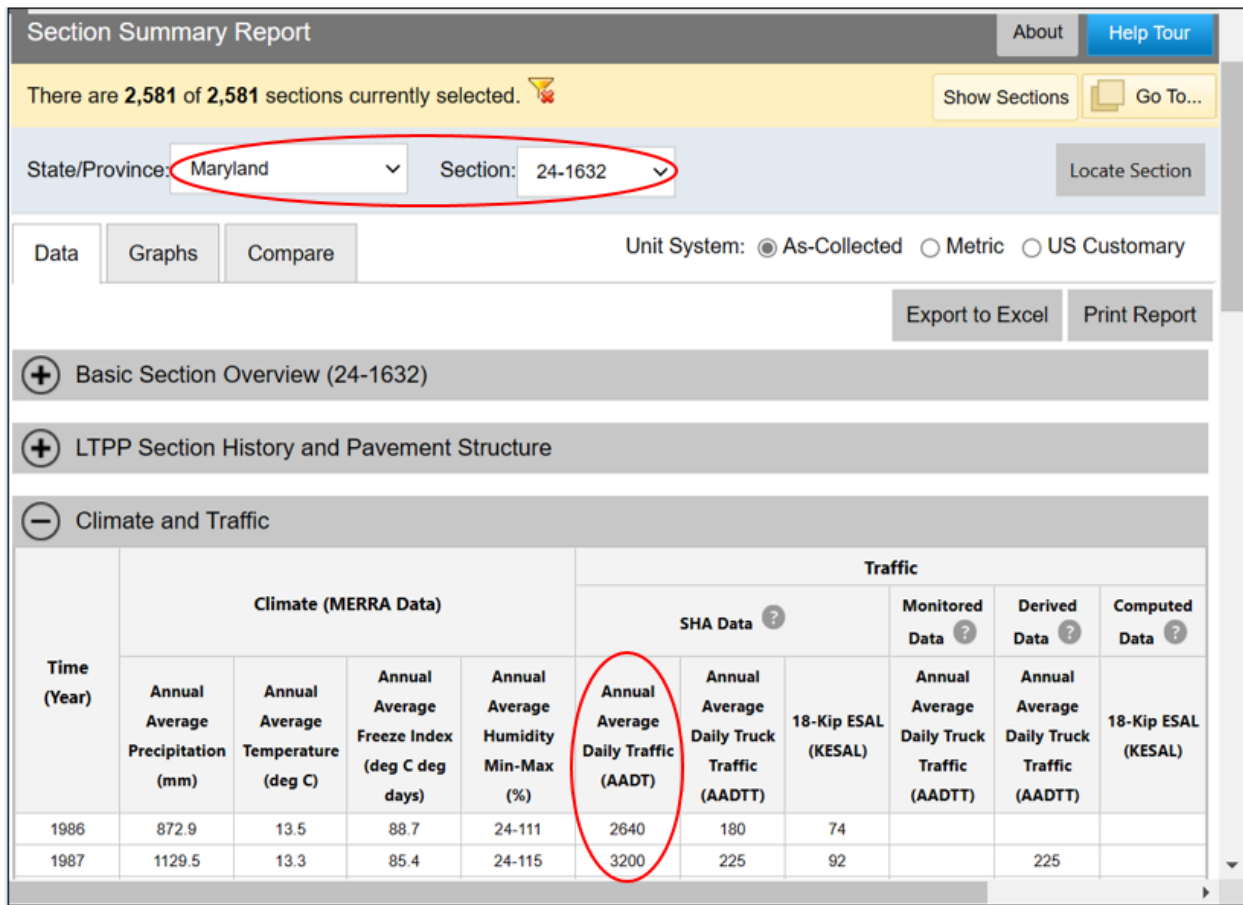 Section Summary Report About Help Tour
There are 2,581 of 2,581 sections currently selected. Show Sections Go To...
State/Province: Maryland Section: 24-1632 Locate Section
Data Graphs Compare Unit System: As-Collected Metric US Customary
Export to Excel Print Report
Basic Section Overview (24-1632)
LTPP Section History and Pavement Structure
Climate and Traffic
Time
(Year)
Climate (MERRA Data)
Traffic
SHA Data ?
Monitored
Data ?
Derived
Data ?
Computed
Data ?
Annual
Average
Precipitation
(mm)
Annual
Average
Temperature
(deg C)
Annual
Average
Freeze Index
(deg C deg
days)
Annual
Average
Humidity
Min-Max
(%)
Annual
Average
Daily Traffic
(AADT)
Annual
Average
Daily Truck
Traffic
(AADTT)
18-Kip ESAL
(KESAL)
Annual
Average
Daily Truck
Traffic
(AADTT)
Annual
Average
Daily Truck
Traffic
(AADTT)
18-Kip ESAL
(KESAL)
1986 872.9 13.5 88.7 24-111 2640 180 74
1987 1129.5 13.3 85.4 24-115 3200 225 92 225